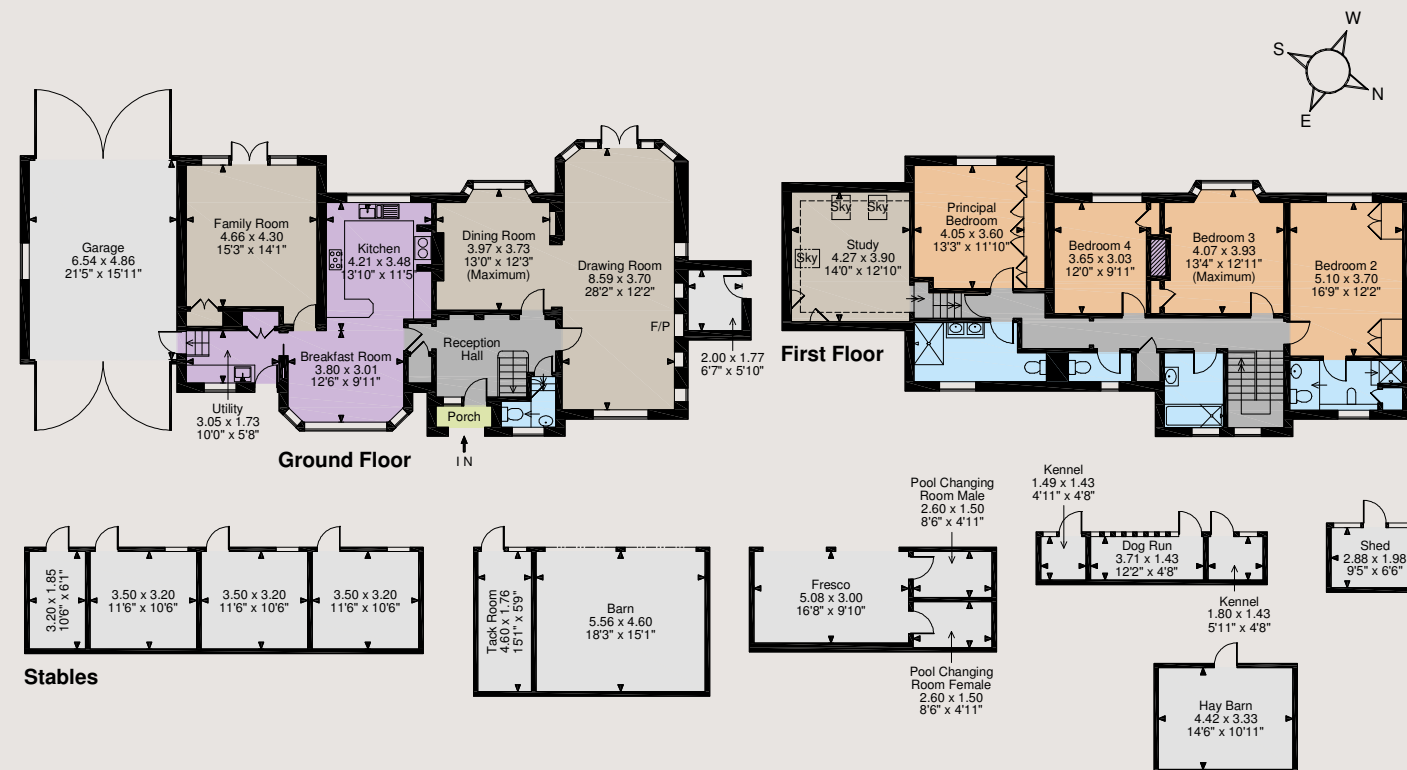 W
S
N
E
Garage
6.54 x 4.86
21'5" x 15'11"
Family Room
4.66 x 4.30
15'3" x 14'1"
Kitchen
4.21 x 3.48
3'10" x 11'5
Dining Room
3.97 x 3.73
13'0" x 12'3"
(Maximum)
Drawing Room
8.59 x 3.70
28'2" x 12'2"
F/P
2.00 x 1.77
6'7" x 5'10"
Reception
Hall
Breakfast Room
3.80 x 3.01
12'6" x 9'11"
Utility
3.05 x 1.73
10'0" x 5'8"
Porch
IN
Ground Floor
Sky
Sky
Sky
Study
4.27 x 3.90
14'0" x 12'10"
Principal
Bedroom
4.05 x 3.60
13'3" x 11'10"
Bedroom 4
3.65 x 3.03
12'0" x 9'11"
Bedroom 3
4.07 x 3.93
13'4" x 12'11"
(Maximum)
Bedroom 2
5.10 x 3.70
16'9" x 12'2"
First Floor
3.20 x 1.85
10'6" x 6'1"
3.50 x 3.20
11'6" x 10'6"
3.50 x 3.20
11'6" x 10'6"
3.50 x 3.20
11'6" x 10'6"
Stables
Tack Room
4.60 x 1.76
15'1" x 5'9"
Barn
5.56 x 4.60
18'3" x 15'1"
Fresco
5.08 x 3.00
16'8" x 9'10"
Pool Changing
Room Male
2.60 x 1.50
8'6" x 4'11"
Pool Changing
Room Female
2.60 x 1.50
8'6" x 4'11"
Kennel
1.49 x 1.43
4'11" x 4'8"
Dog Run
3.71 x 1.43
12'2" x 4'8"
Kennel
1.80 x 1.43
5'11" x 4'8"
Shed
2.88 x 1.98
9'5" x 6'6"
Hay Barn
4.42 x 3.33
14'6" x 10'11"